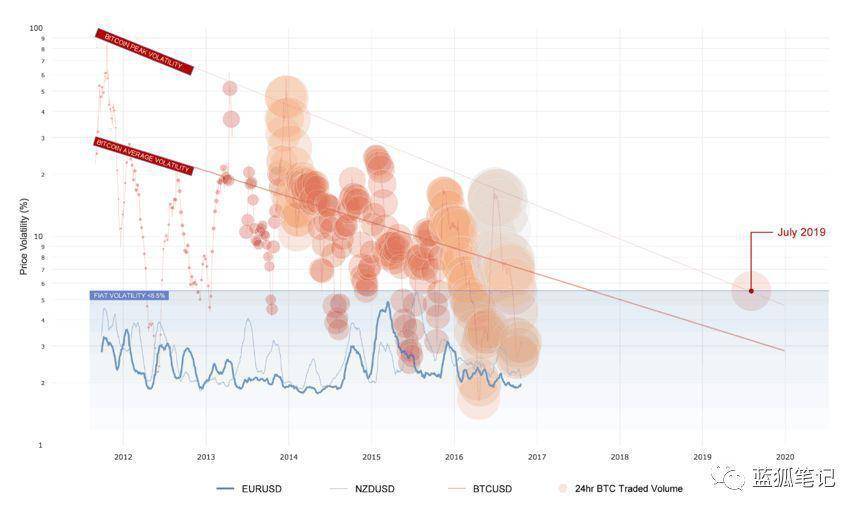 100
9
8
7
6
5
4
3
2
10
9
8
7
6
5
4
3
2
1
Price Volatility (%)
BITCOIN PEAK VOLATILITY
BITCOIN AVERAGE VOLATILITY
July 2019
FIAT VOLATILITY <5.5%
2012 2013 2014 2015 2016 2017 2018 2019 2020
EURUSD NZDUSD BTCUSD 24hr BTC Traded Volume
蓝狐笔记